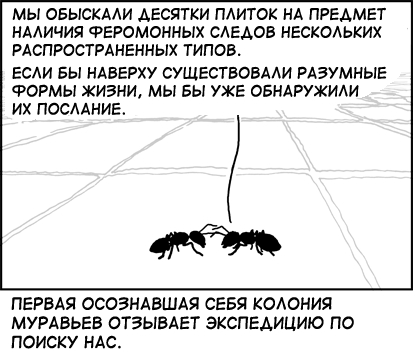 МЫ ОБЫСКАЛИ ДЕСЯТКИ ПЛИТОК НА ПРЕДМЕТ
НАЛИЧИЯ ФЕРОМОННЫХ СЛЕДОВ НЕСКОЛЬКИХ
РАСПРОСТРАНЕННЫХ ТИПОВ.
ЕСЛИ БЫ НАВЕРХУ СУЩЕСТВОВАЛИ РАЗУМНЫЕ
ФОРМЫ ЖИЗНИ, МЫ БЫ УЖЕ ОБНАРУЖИЛИ
ИХ ПОСЛАНИЕ.
ПЕРВАЯ ОСОЗНАВШАЯ СЕБЯ КОЛОНИЯ
МУРАВЬЕВ ОТЗЫВАЕТ ЭКСПЕДИЦИЮ ПО
ПОИСКУ НАС.